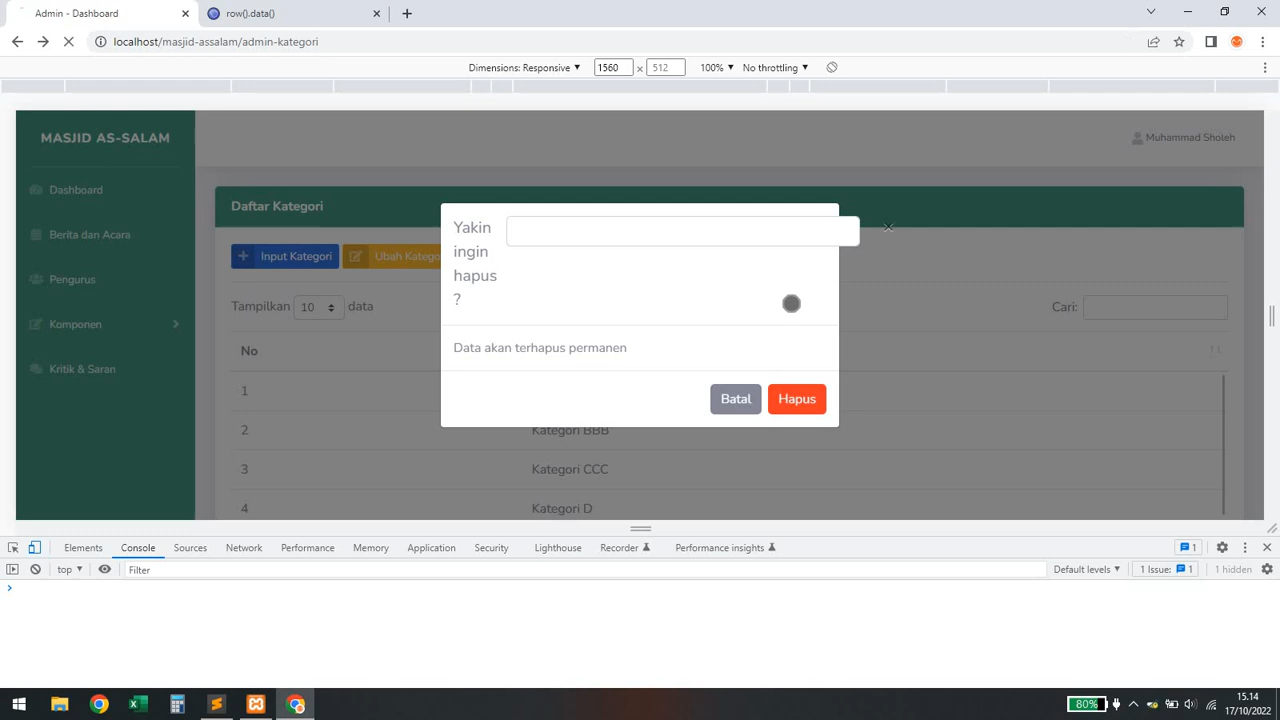 Admin - Dashboard
row().data()
localhost/masjid-assalam/admin-kategori
Dimensions: Responsive
1560 × 512
100%
No throttling
MASJID AS-SALAM
Muhammad Sholeh
Dashboard
Berita dan Acara
Pengurus
Komponen
Kritik & Saran
Daftar Kategori
Input Kategori
Ubah Katego
Tampilkan 10 data
Cari:
No
1
2 Kategori BBB
3 Kategori CCC
4 Kategori D
Yakin
ingin
hapus
?
Data akan terhapus permanen
Batal Hapus
Elements Console Sources Network Performance Memory Application Security Lighthouse Recorder Performance insights 1
top Filter Default levels 1 Issue: 1 1 hidden
80%
15.14
17/10/2022